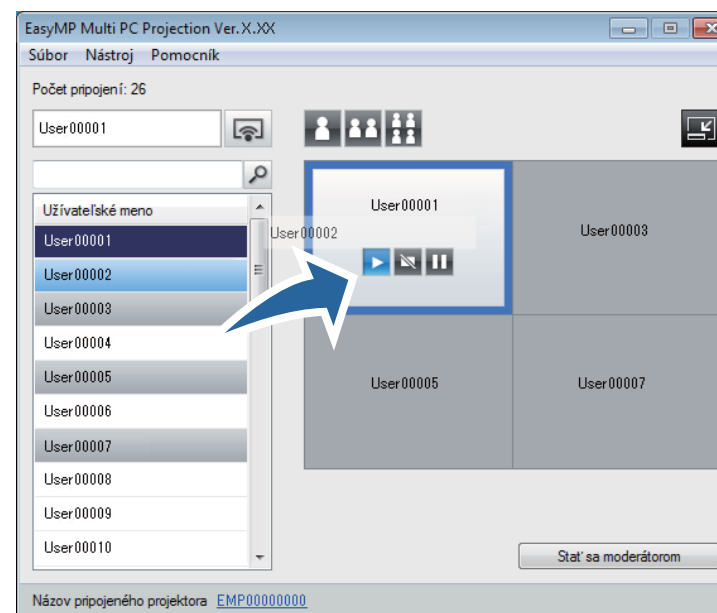 EasyMP Multi PC Projection Ver.X.XX
Súbor Nástroj Pomocník
Počet pripojení: 26
User00001
Užívateľské meno
User00001
User00002
User00003
User00004
User00005
User00006
User00007
User00008
User00009
User00010
User00001
User00002
User00003
User00005
User00007
Stať sa moderátorom
Názov pripojeného projektora EMP00000000